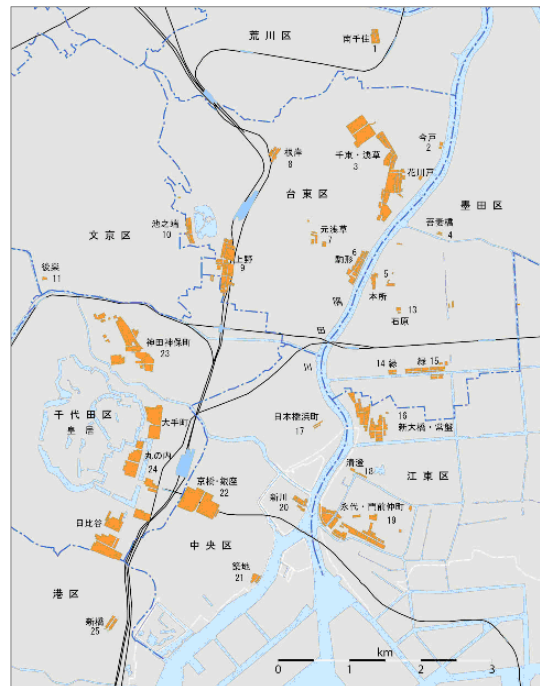 荒川区
南千住
1
今戸
2
根岸
8
千束・浅草
3
花川戸
台東区
墨田区
池之端
10
文京区
元浅草
7
吾妻橋
4
後楽
11
上野
9
6
駒形
5
本所
13
石原
神田神保町
23
14 緑
緑 15
千代田区
皇居
大手町
日本橋浜町
17
16
新大橋・常盤
丸の内
24
清澄
18
江東区
京橋・銀座
22
新川
20
永代・門前仲町
19
日比谷
中央区
築地
21
港区
新橋
25
km
0 1 2 3